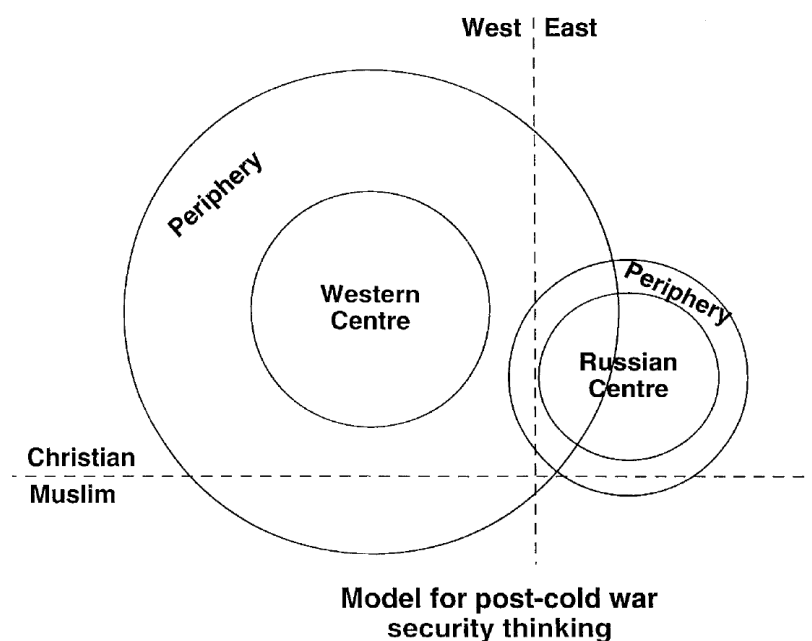 West East
Periphery
Periphery
Western
Centre
Russian
Centre
Christian
Muslim
Model for post-cold war
security thinking